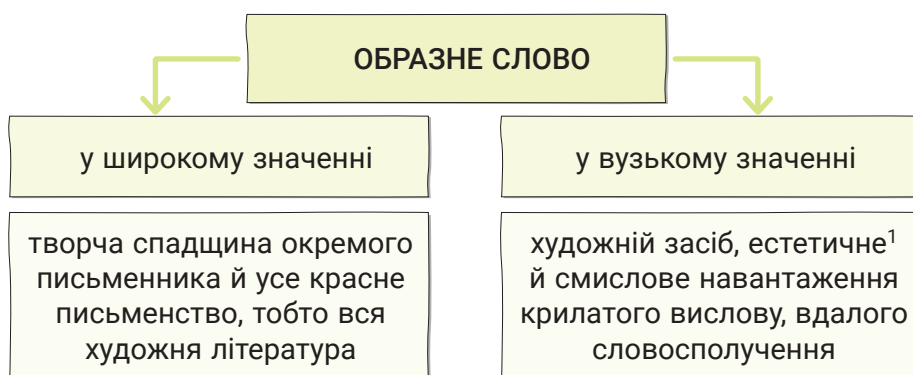 ОБРАЗНЕ СЛОВО
у широкому значенні
творча спадщина окремого
письменника й усе красне
письменство, тобто вся
художня література
у вузькому значенні
художній засіб, естетичне¹
й смислове навантаження
крилатого вислову, вдалого
словосполучення